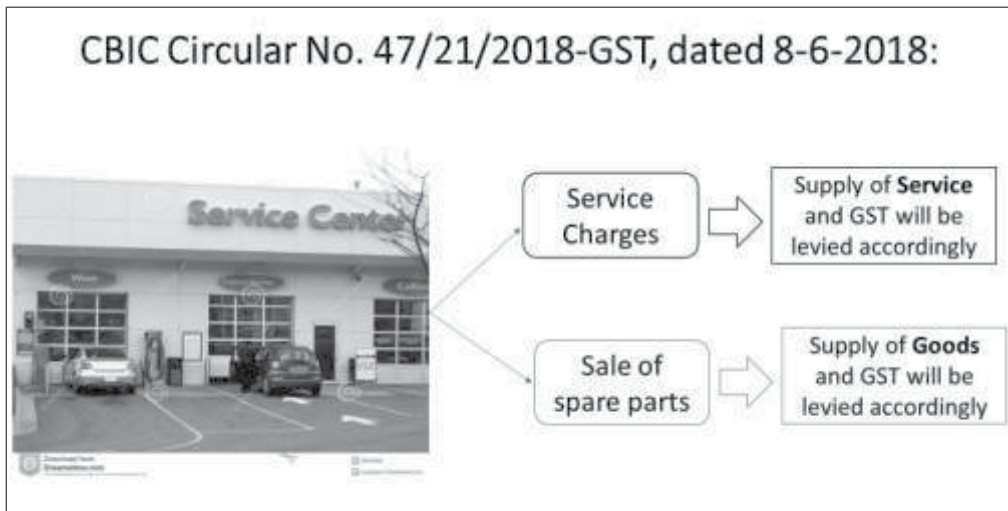 CBIC Circular No. 47/21/2018-GST, dated 8-6-2018:
Service Center
Service
Charges
Supply of Service
and GST will be
levied accordingly
Sale of
spare parts
Supply of Goods
and GST will be
levied accordingly